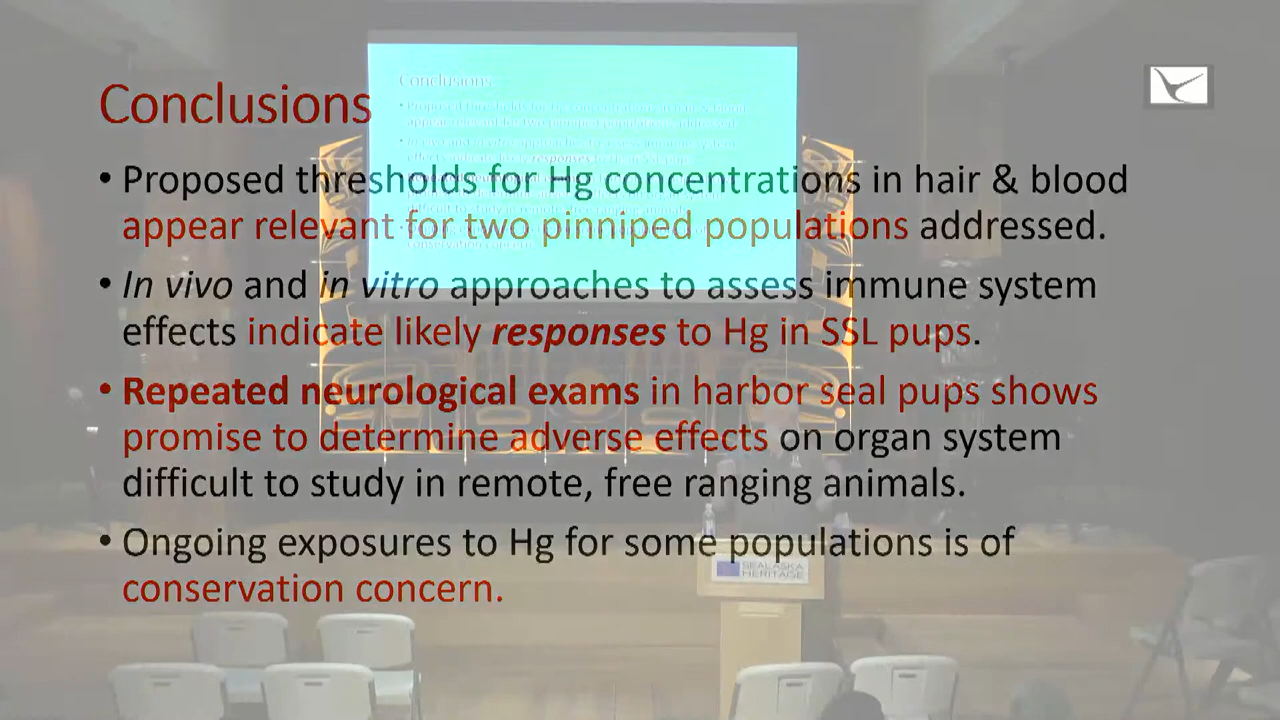 Conclusions
• Proposed thresholds for Hg concentrations in hair & blood
appear relevant for two pinniped populations addressed.
• In vivo and in vitro approaches to assess immune system
effects indicate likely responses to Hg in SSL pups.
• Repeated neurological exams in harbor seal pups shows
promise to determine adverse effects on organ system
difficult to study in remote, free ranging animals.
• Ongoing exposures to Hg for some populations is of
conservation concern.
Conclusions
SEALASKA
HERITAGE